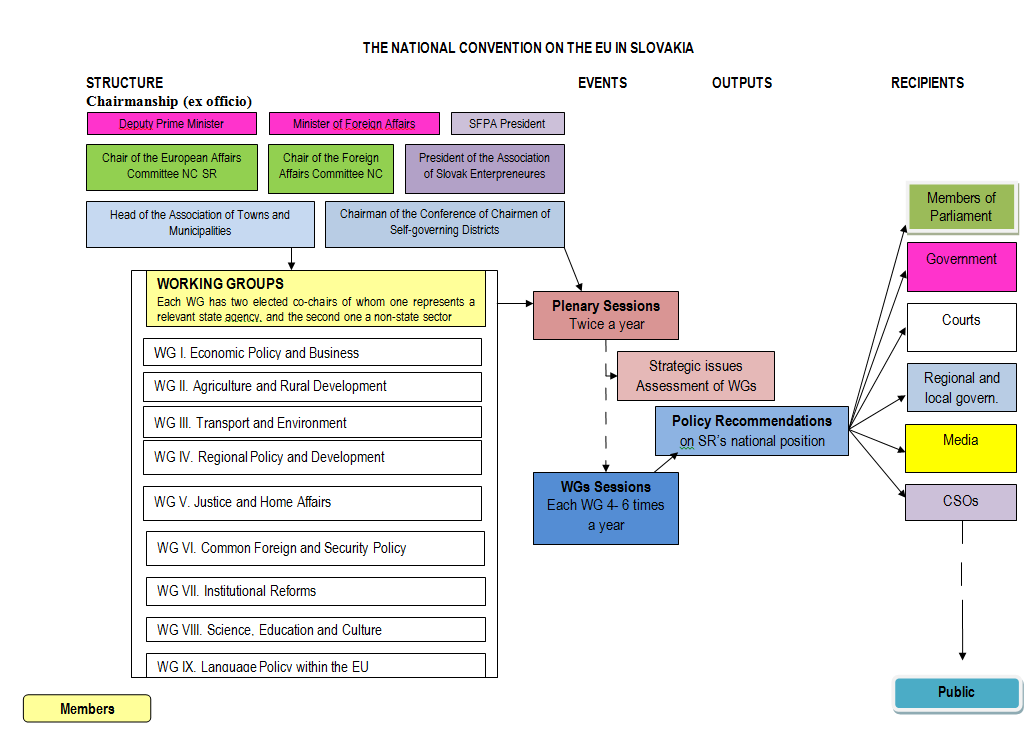 THE NATIONAL CONVENTION ON THE EU IN SLOVAKIA
STRUCTURE
EVENTS
OUTPUTS
RECIPIENTS
Chairmanship (ex officio)
Deputy Prime Minister
Minister of Foreign Affairs
SFPA President
Chair of the European Affairs
Committee NC SR
Chair of the Foreign
Affairs Committee NC
President of the Association
of Slovak Enterpreneures
Head of the Association of Towns and
Municipalities
Chairman of the Conference of Chairmen of
Self-governing Districts
WORKING GROUPS
Each WG has two elected co-chairs of whom one represents a
relevant state agency, and the second one a non-state sector
WG I. Economic Policy and Business
WG II. Agriculture and Rural Development
WG III. Transport and Environment
WG IV. Regional Policy and Development
WG V. Justice and Home Affairs
WG VI. Common Foreign and Security Policy
WG VII. Institutional Reforms
WG VIII. Science, Education and Culture
WG IX. Language Policy within the EU
Members
Plenary Sessions
Twice a year
Strategic issues
Assessment of WGs
Policy Recommendations
on SR's national position
WGs Sessions
Each WG 4- 6 times
a year
Members of
Parliament
Government
Courts
Regional and
local govern.
Media
CSOs
Public